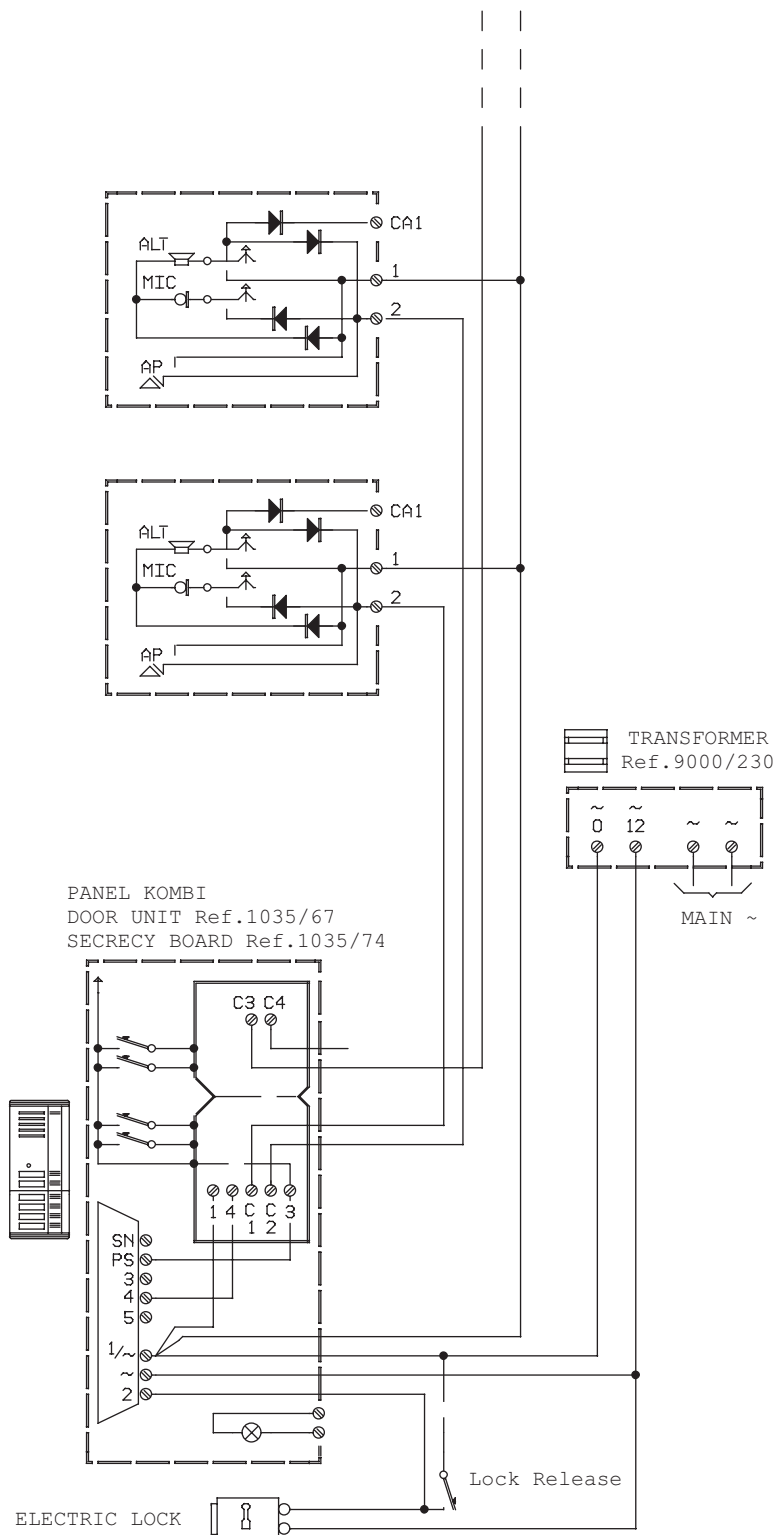 CA1
ALT
1
MIC
2
AP
CA1
ALT
1
MIC
2
AP
TRANSFORMER
Ref.9000/230
~ ~
0 12 ~ ~
MAIN ~
PANEL KOMBI
DOOR UNIT Ref.1035/67
SECRECY BOARD Ref.1035/74
C3 C4
1 4 C C 3
1 2
SN
PS
3
4
5
1/~
~
2
Lock Release
ELECTRIC LOCK